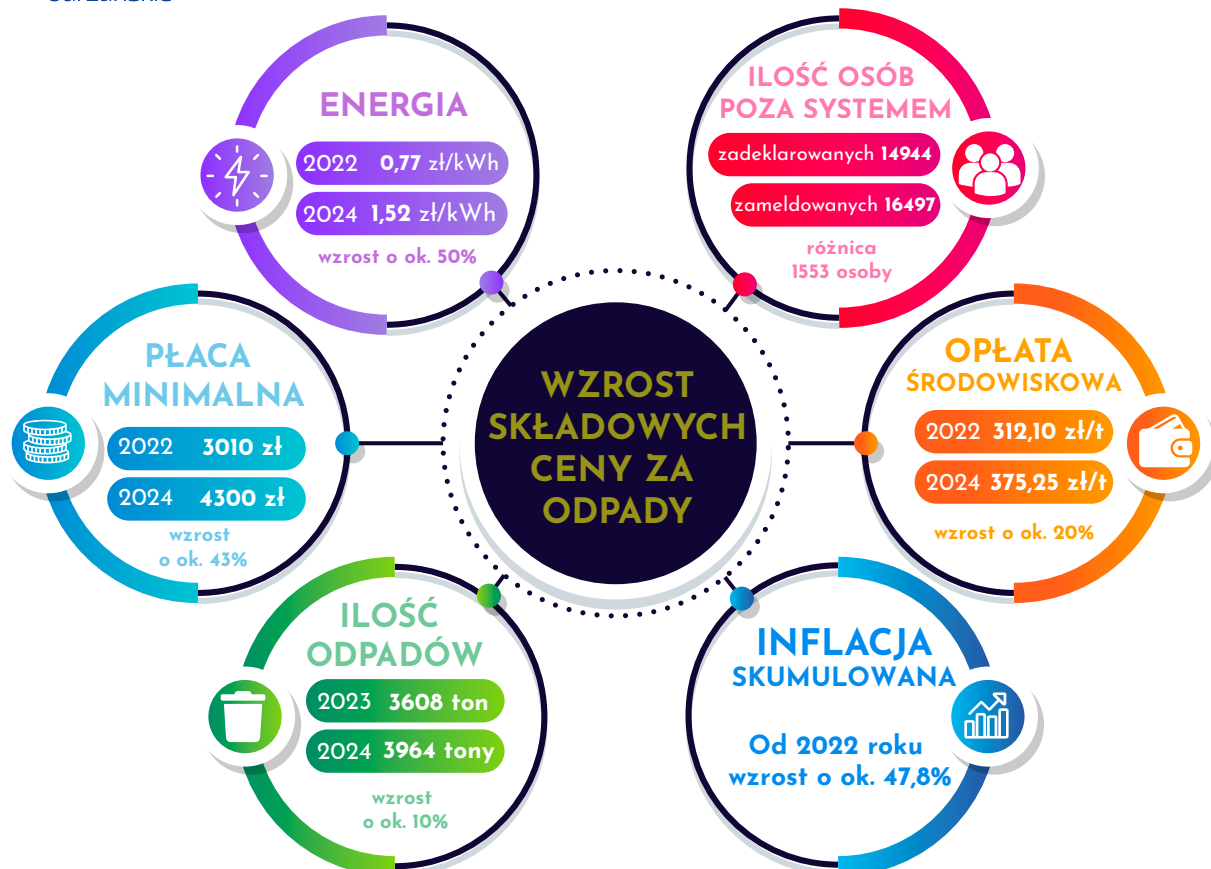 ENERGIA
2022 0,77 zł/kWh
2024 1,52 zł/kWh
wzrost o ok. 50%
ILOŚĆ OSÓB
POZA SYSTEMEM
zadeklarowanych 14944
zameldowanych 16497
różnica
1553 osoby
PŁACA
MINIMALNA
2022 3010 zł
2024 4300 zł
wzrost
o ok. 43%
WZROST
SKŁADOWYCH
CENY ZA
ODPADY
OPŁATA
ŚRODOWISKOWA
2022 312,10 zł/t
2024 375,25 zł/t
wzrost o ok. 20%
ILOŚĆ
ODPADÓW
2023 3608 ton
2024 3964 tony
wzrost
o ok. 10%
INFLACJA
SKUMULOWANA
Od 2022 roku
wzrost o ok. 47,8%